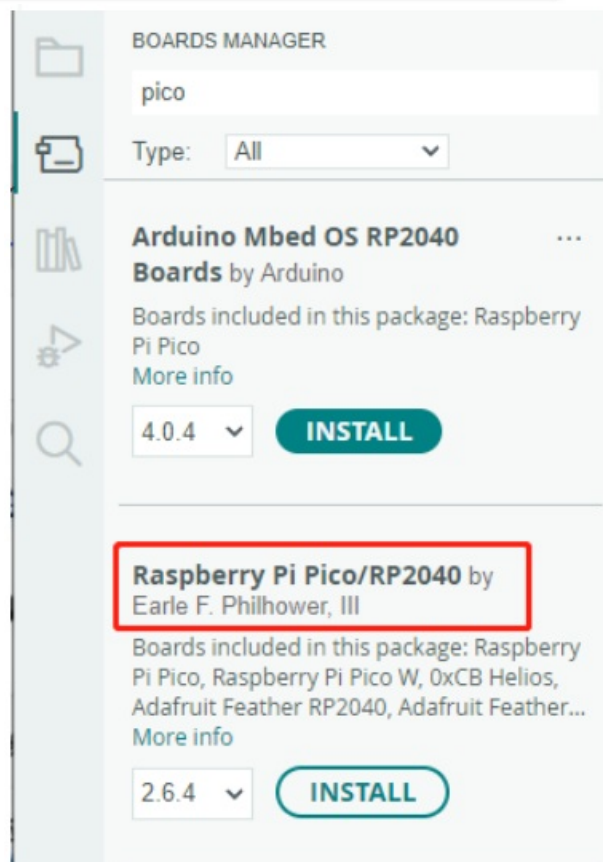 BOARDS MANAGER
pico
Type: All
Arduino Mbed OS RP2040
Boards by Arduino
Boards included in this package: Raspberry
Pi Pico
More info
4.0.4 INSTALL
Raspberry Pi Pico/RP2040 by
Earle F. Philhower, III
Boards included in this package: Raspberry
Pi Pico, Raspberry Pi Pico W, 0xCB Helios,
Adafruit Feather RP2040, Adafruit Feather...
More info
2.6.4 INSTALL